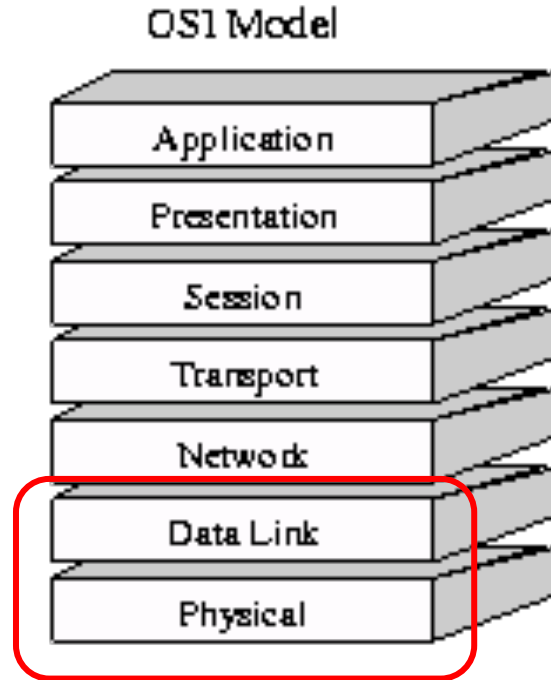 OSI Model
Application
Presentation
Session
Transport
Network
Data Link
Physical